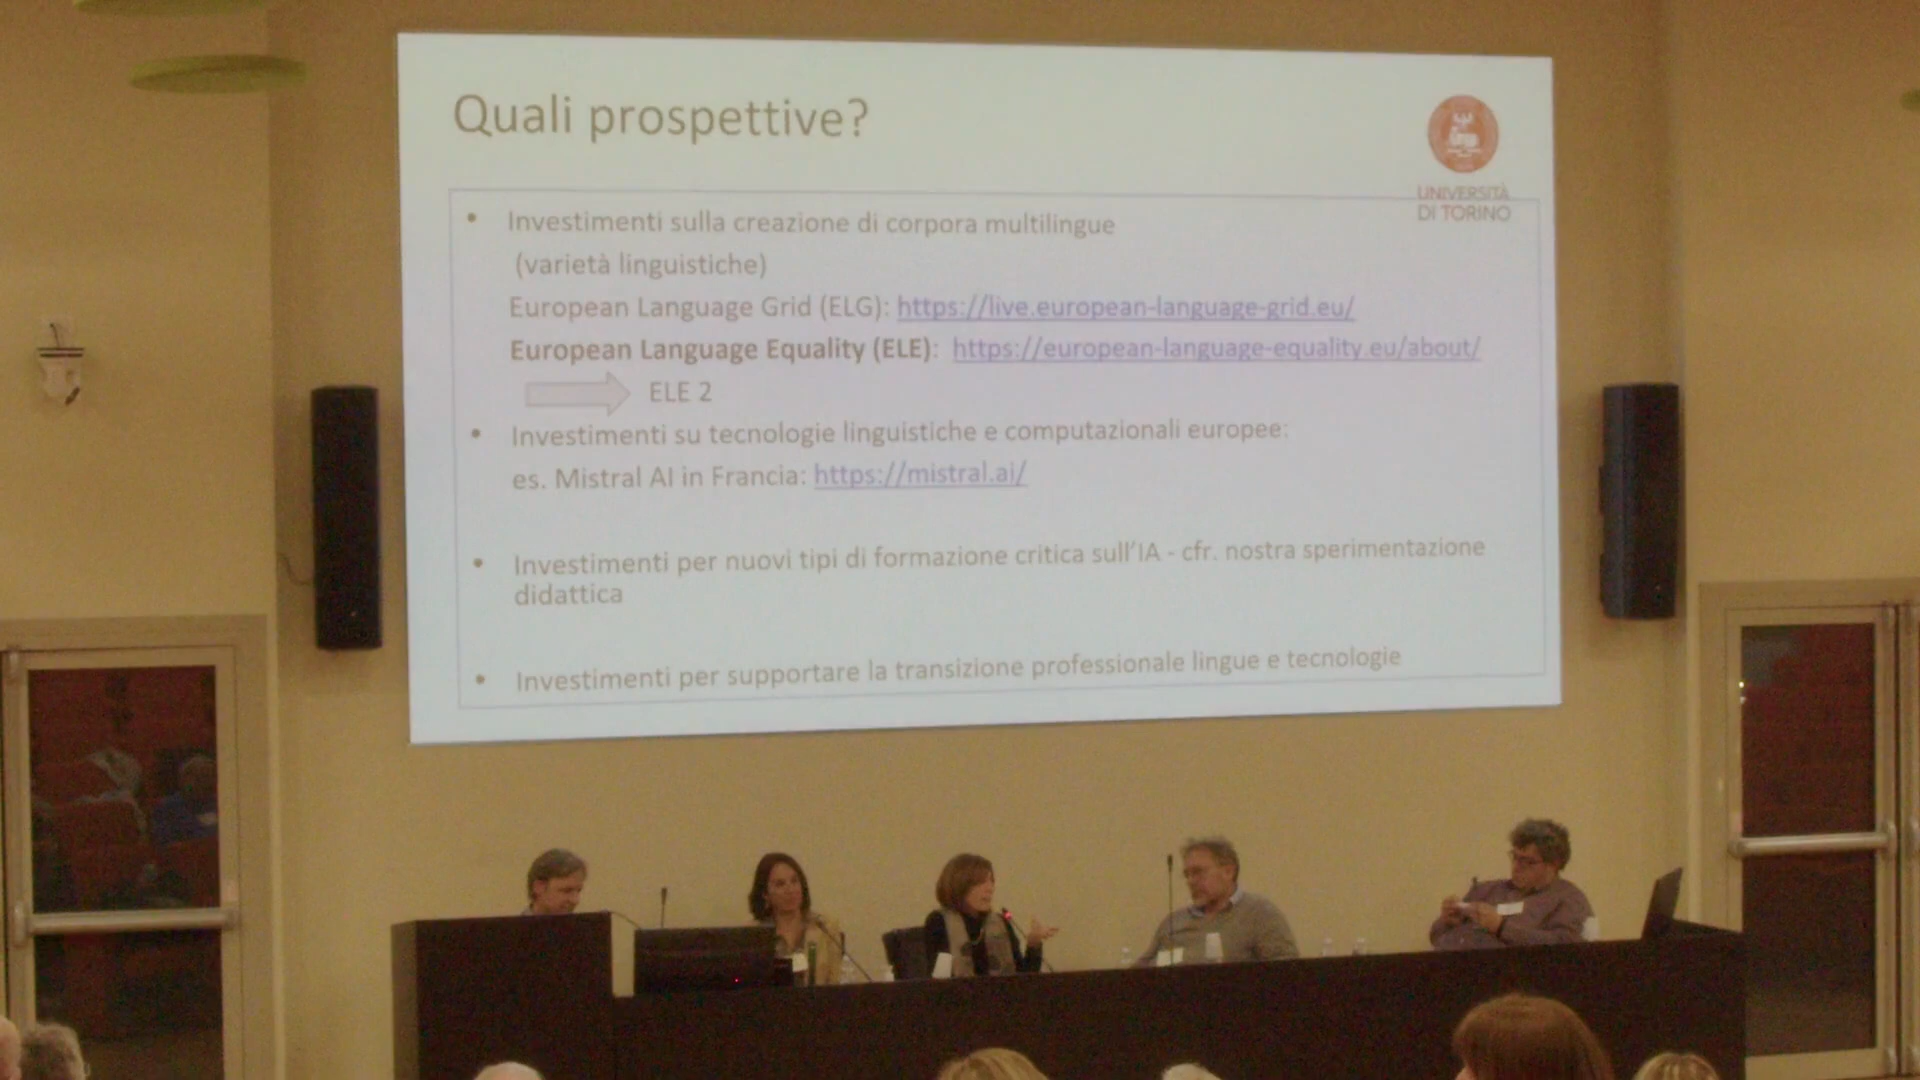 Quali prospettive?
UNIVERSITÀ
DI TORINO
• Investimenti sulla creazione di corpora multilingue
(varietà linguistiche)
European Language Grid (ELG): https://live.european-language-grid.eu/
European Language Equality (ELE): https://european-language-equality.eu/about/
ELE 2
• Investimenti su tecnologie linguistiche e computazionali europee:
es. Mistral AI in Francia: https://mistral.ai/
• Investimenti per nuovi tipi di formazione critica sull'IA - cfr. nostra sperimentazione
didattica
• Investimenti per supportare la transizione professionale lingue e tecnologie